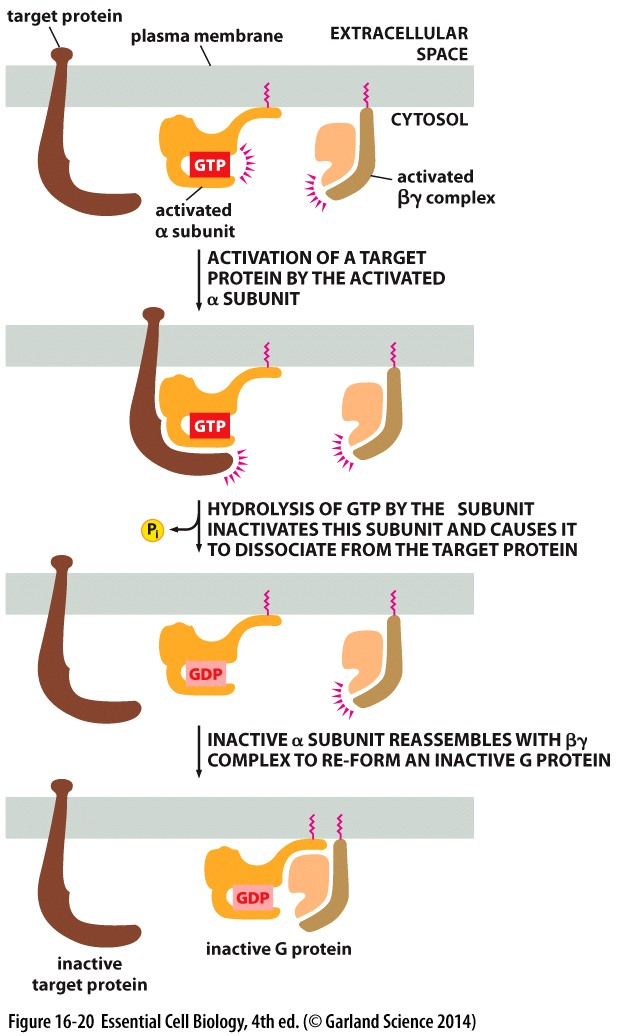 target protein
plasma membrane
EXTRACELLULAR
SPACE
CYTOSOL
GTP
activated
βγ complex
activated
α subunit
ACTIVATION OF A TARGET
PROTEIN BY THE ACTIVATED
α SUBUNIT
GTP
HYDROLYSIS OF GTP BY THE SUBUNIT
INACTIVATES THIS SUBUNIT AND CAUSES IT
TO DISSOCIATE FROM THE TARGET PROTEIN
Pi
GDP
INACTIVE α SUBUNIT REASSEMBLES WITH βγ
COMPLEX TO RE-FORM AN INACTIVE G PROTEIN
GDP
inactive G protein
inactive
target protein
Figure 16-20 Essential Cell Biology, 4th ed. (© Garland Science 2014)